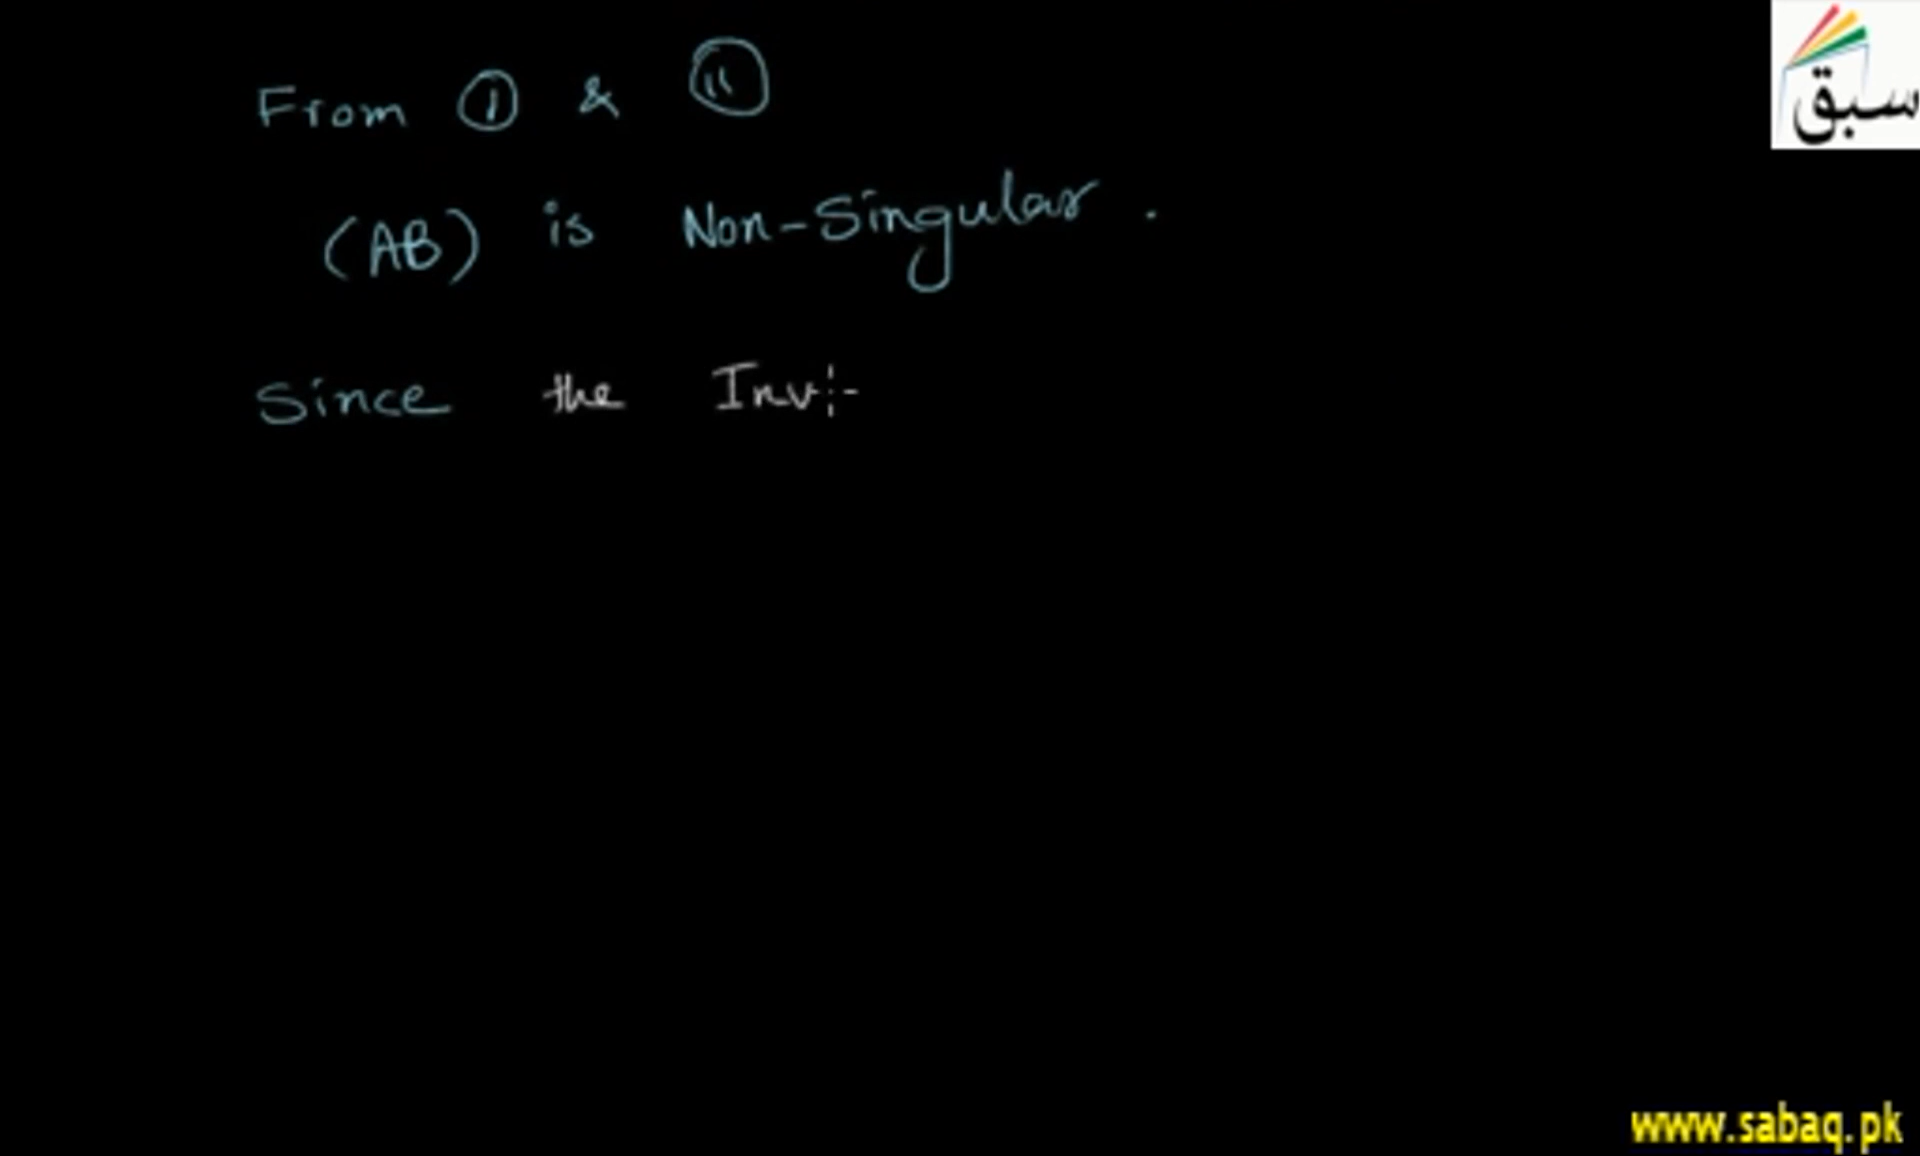 From ① & ⑪
(AB) is Non-Singular .
Since the Inv:-
سبق
www.sabaq.pk